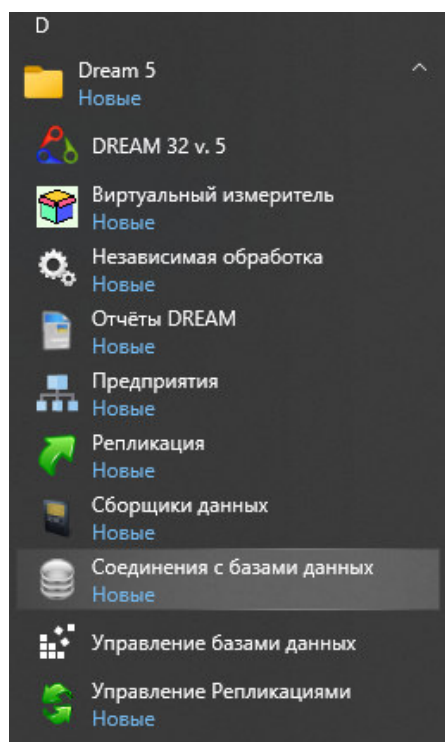 D
Dream 5
Новые
DREAM 32 v. 5
Виртуальный измеритель
Новые
Независимая обработка
Новые
Отчёты DREAM
Новые
Предприятия
Новые
Репликация
Новые
Сборщики данных
Новые
Соединения с базами данных
Новые
Управление базами данных
Управление Репликациями
Новые